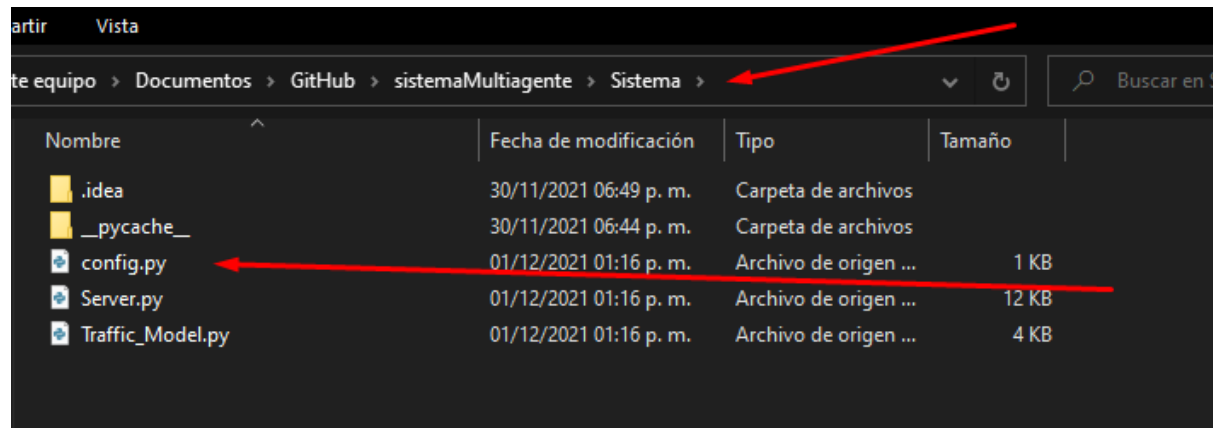 artir Vista
te equipo > Documentos > GitHub > sistemaMultiagente > Sistema > Buscar en S
Nombre Fecha de modificación Tipo Tamaño
.idea 30/11/2021 06:49 p. m. Carpeta de archivos
__pycache__ 30/11/2021 06:44 p. m. Carpeta de archivos
config.py 01/12/2021 01:16 p. m. Archivo de origen ... 1 KB
Server.py 01/12/2021 01:16 p. m. Archivo de origen ... 12 KB
Traffic_Model.py 01/12/2021 01:16 p. m. Archivo de origen ... 4 KB